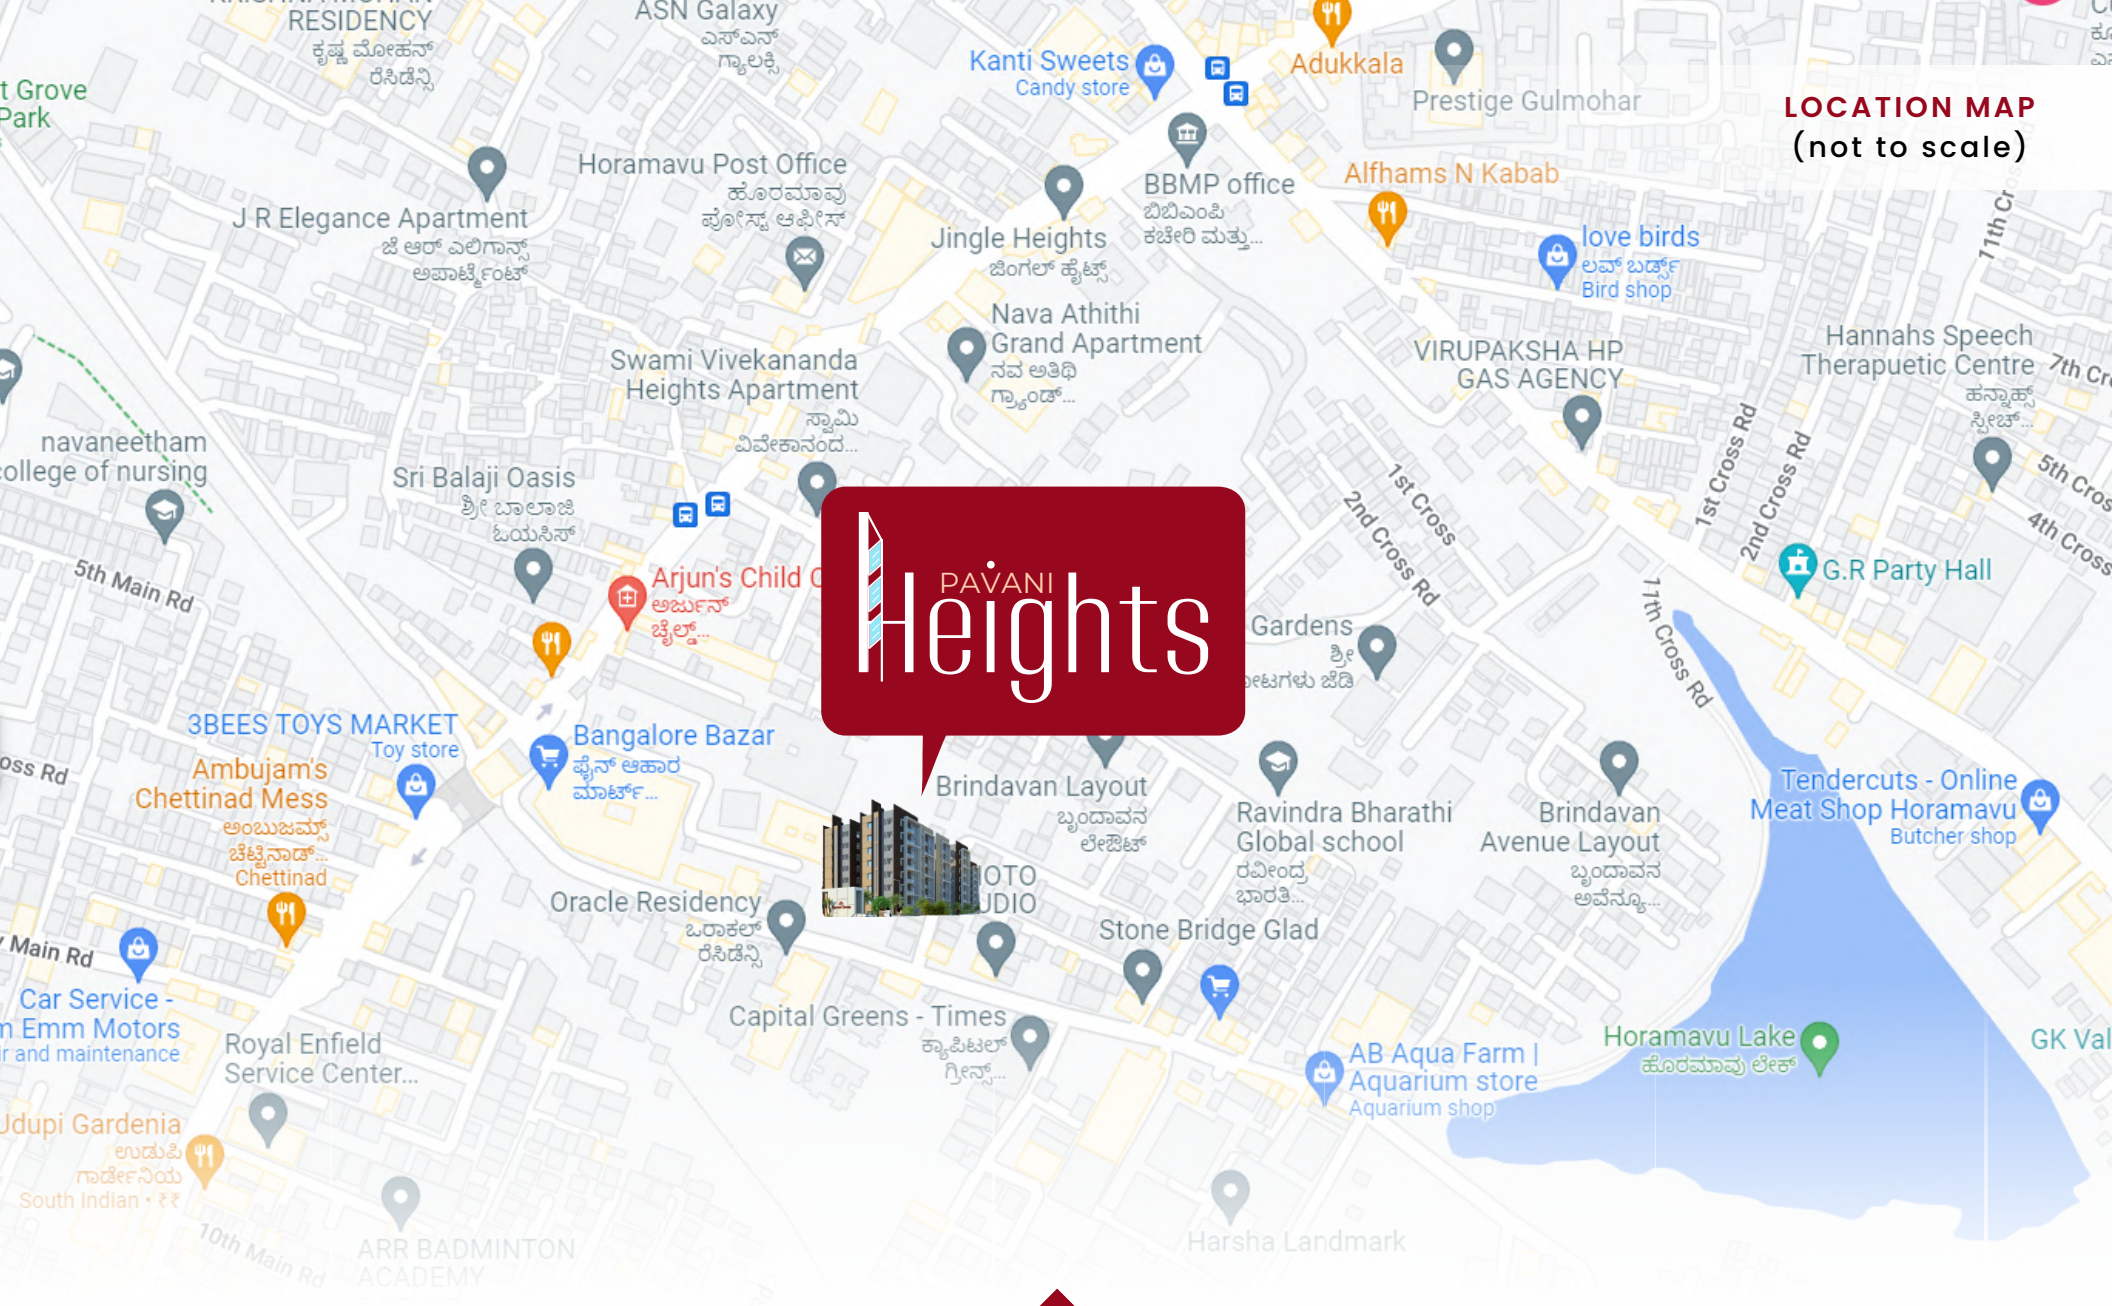 RESIDENCY
ಕೃಷ್ಣ ಮೋಹನ್
ರೆಸಿಡೆನ್ಸಿ
ASN Galaxy
ಎಸ್ಎನ್
ಗ್ಯಾಲಕ್ಸಿ
Kanti Sweets
Candy store
Adukkala
Prestige Gulmohar
LOCATION MAP
(not to scale)
t Grove
Park
Horamavu Post Office
ಹೊರಮಾವು
ಪೋಸ್ಟ್ ಆಫೀಸ್
BBMP office
ಬಿಬಿಎಂಪಿ
ಕಚೇರಿ ಮತ್ತು...
Alfhams N Kabab
J R Elegance Apartment
ಜೆ ಆರ್ ಎಲಿಗಾನ್ಸ್
ಅಪಾರ್ಟ್ಮೆಂಟ್
Jingle Heights
ಜಿಂಗಲ್ ಹೈಟ್ಸ್
love birds
ಲವ್ ಬರ್ಡ್ಸ್
Bird shop
11th Cr
Nava Athithi
Grand Apartment
ನವ ಅತಿಥಿ
ಗ್ರ್ಯಾಂಡ್...
Swami Vivekananda
Heights Apartment
ಸ್ವಾಮಿ
ವಿವೇಕಾನಂದ...
VIRUPAKSHA HP
GAS AGENCY
Hannahs Speech
Therapuetic Centre
ಹನ್ನಾಹ್ಸ್
ಸ್ಪೀಚ್...
7th Cr
navaneetham
college of nursing
Sri Balaji Oasis
ಶ್ರೀ ಬಾಲಾಜಿ
ಓಯಸಿಸ್
1st Cross
2nd Cross Rd
1st Cross Rd
2nd Cross Rd
5th Cros
4th Cross
5th Main Rd
Arjun's Child C
ಅರ್ಜುನ್
ಚೈಲ್ಡ್...
PAVANI
Heights
G.R Party Hall
11th Cross Rd
Gardens
ಶ್ರೀ
ಜೆಡಿ
3BEES TOYS MARKET
Toy store
Bangalore Bazar
ಫೈನ್ ಆಹಾರ
ಮಾರ್ಟ್...
oss Rd
Ambujam's
Chettinad Mess
ಅಂಬುಜಮ್ಸ್
ಚೆಟ್ಟಿನಾಡ್...
Chettinad
Brindavan Layout
ಬೃಂದಾವನ
ಲೇಔಟ್
Ravindra Bharathi
Global school
ರವೀಂದ್ರ
ಭಾರತಿ...
Brindavan
Avenue Layout
ಬೃಂದಾವನ
ಅವೆನ್ಯೂ...
Tendercuts - Online
Meat Shop Horamavu
Butcher shop
OTO
UDIO
Oracle Residency
ಒರಾಕಲ್
ರೆಸಿಡೆನ್ಸಿ
Stone Bridge Glad
Main Rd
Car Service -
m Emm Motors
ir and maintenance
Capital Greens - Times
ಕ್ಯಾಪಿಟಲ್
ಗ್ರೀನ್ಸ್...
Royal Enfield
Service Center...
AB Aqua Farm |
Aquarium store
Aquarium shop
Horamavu Lake
ಹೊರಮಾವು ಲೇಕ್
GK Val
Udupi Gardenia
ಉಡುಪಿ
ಗಾರ್ಡೇನಿಯ
South Indian • ₹₹
10th Main Rd
ARR BADMINTON
ACADEMY
Harsha Landmark